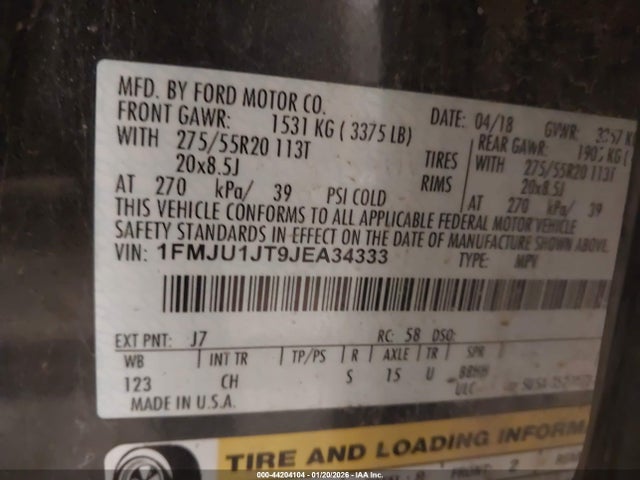 MFD. BY FORD MOTOR CO.
DATE: 04/18 GVWR:
FRONT GAWR: 1531 KG ( 3375 LB)
REAR GAWR:
WITH 275/55R20 113T TIRES WITH 275/55R20 113T
20x8.5J RIMS 20x8.5J
AT 270 kPa/ 39 PSI COLD AT 270 kPa/ 39
THIS VEHICLE CONFORMS TO ALL APPLICABLE FEDERAL MOTOR VEHICLE
SAFETY STANDARDS IN EFFECT ON THE DATE OF MANUFACTURE SHOWN ABOVE.
VIN: 1FMJU1JT9JEA34333 TYPE: MPV
EXT PNT: J7 RC: 58 DSO:
WB INT TR TP/PS R AXLE TR SPR
123 CH S 15 U
ULC
MADE IN U.S.A.
TIRE AND LOADING
000-44204104 - 01/20/2026 - © IAA Inc.